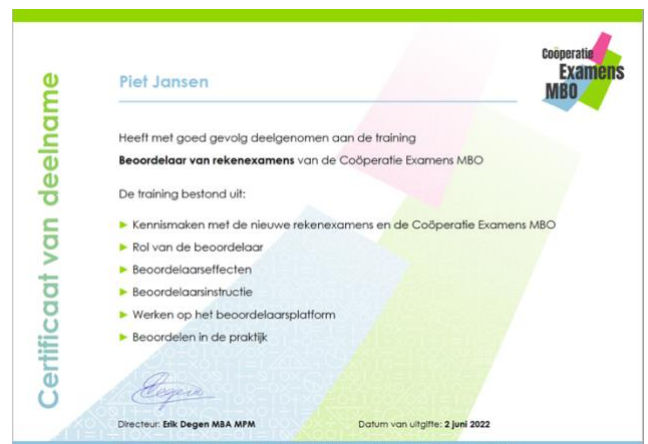 Certificaat van deelname
Coöperatie
Examens
MBO
Piet Jansen
Heeft met goed gevolg deelgenomen aan de training
Beoordelaar van rekenexamens van de Coöperatie Examens MBO
De training bestond uit:
Kennismaken met de nieuwe rekenexamens en de Coöperatie Examens MBO
Rol van de beoordelaar
Beoordelaarseffecten
Beoordelaarsinstructie
Werken op het beoordelaarsplatform
Beoordelen in de praktijk
Degen
Directeur: Erik Degen MBA MPM
Datum van uitgifte: 2 juni 2022